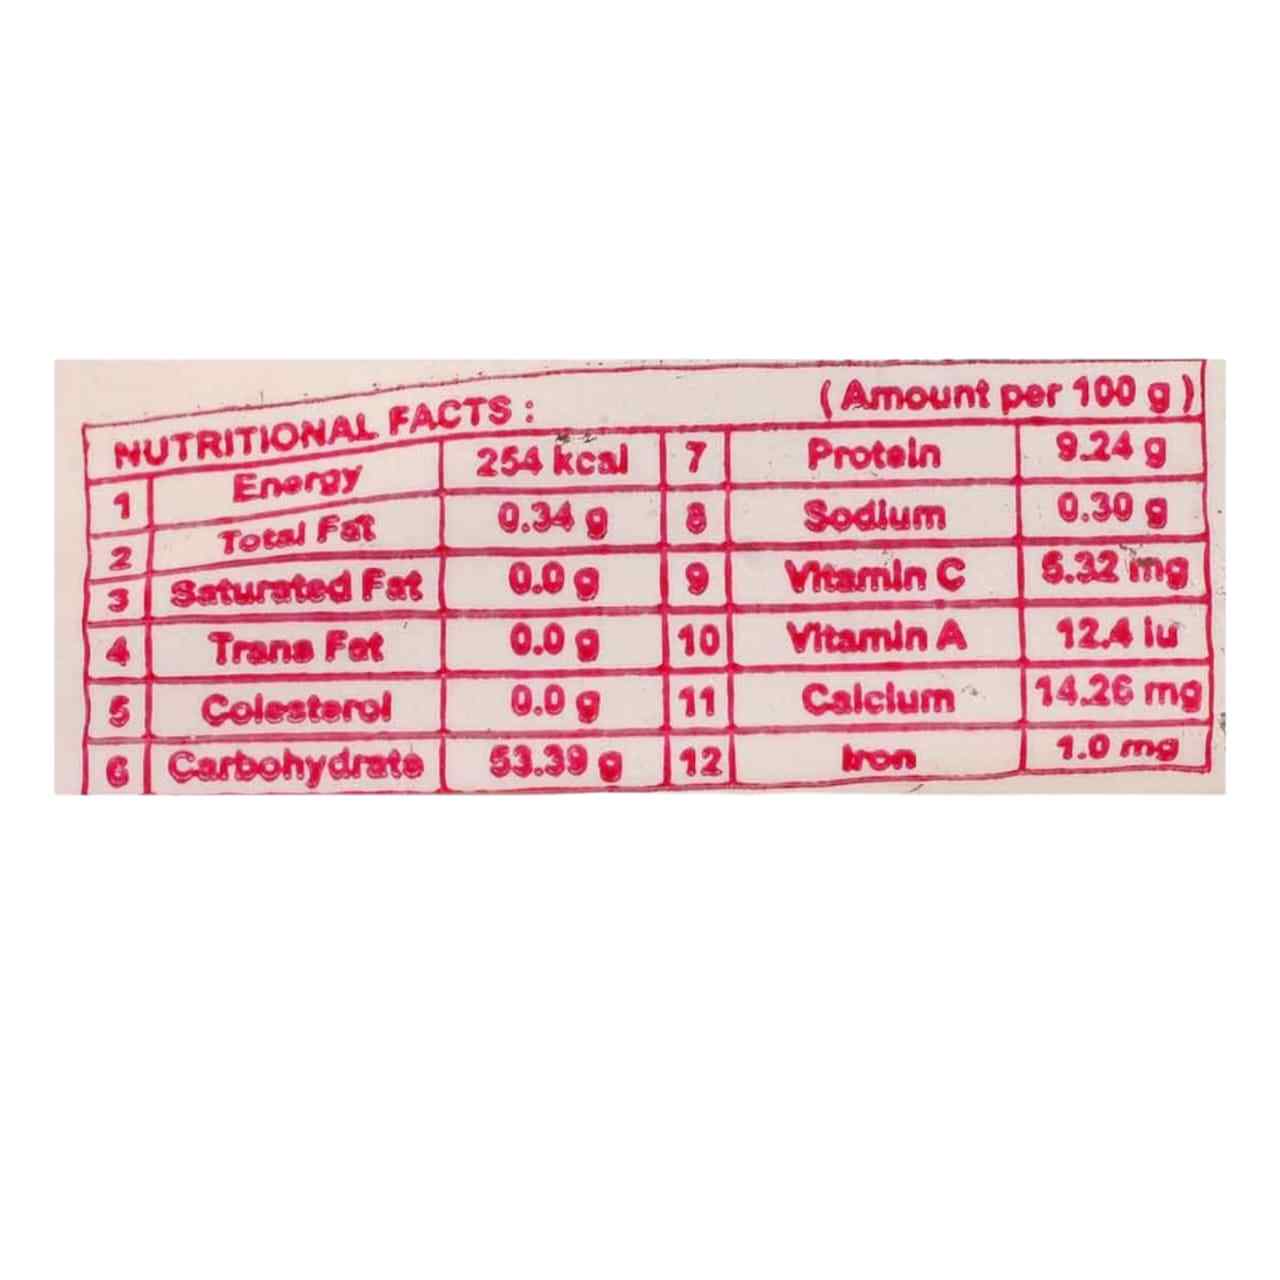 NUTRITIONAL FACTS : ( Amount per 100 g )
1 Energy 254 kcal 7 Protein 9.24 g
2 Total Fat 0.34 g 8 Sodium 0.30 g
3 Saturated Fat 0.0 g 9 Vitamin C 5.32 mg
4 Trans Fat 0.0 g 10 Vitamin A 12.4 iu
5 Colesterol 0.0 g 11 Calcium 14.26 mg
6 Carbohydrate 53.39 g 12 Iron 1.0 mg